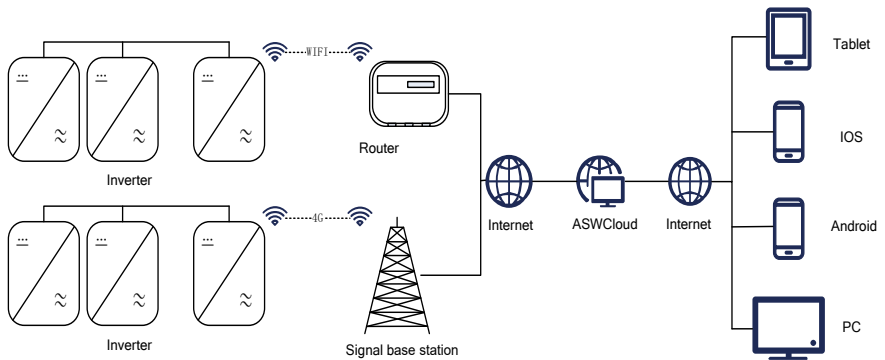 WIFI
Tablet
Router
Inverter
IOS
Internet
ASWCloud
Internet
4G
Android
Inverter
Signal base station
PC